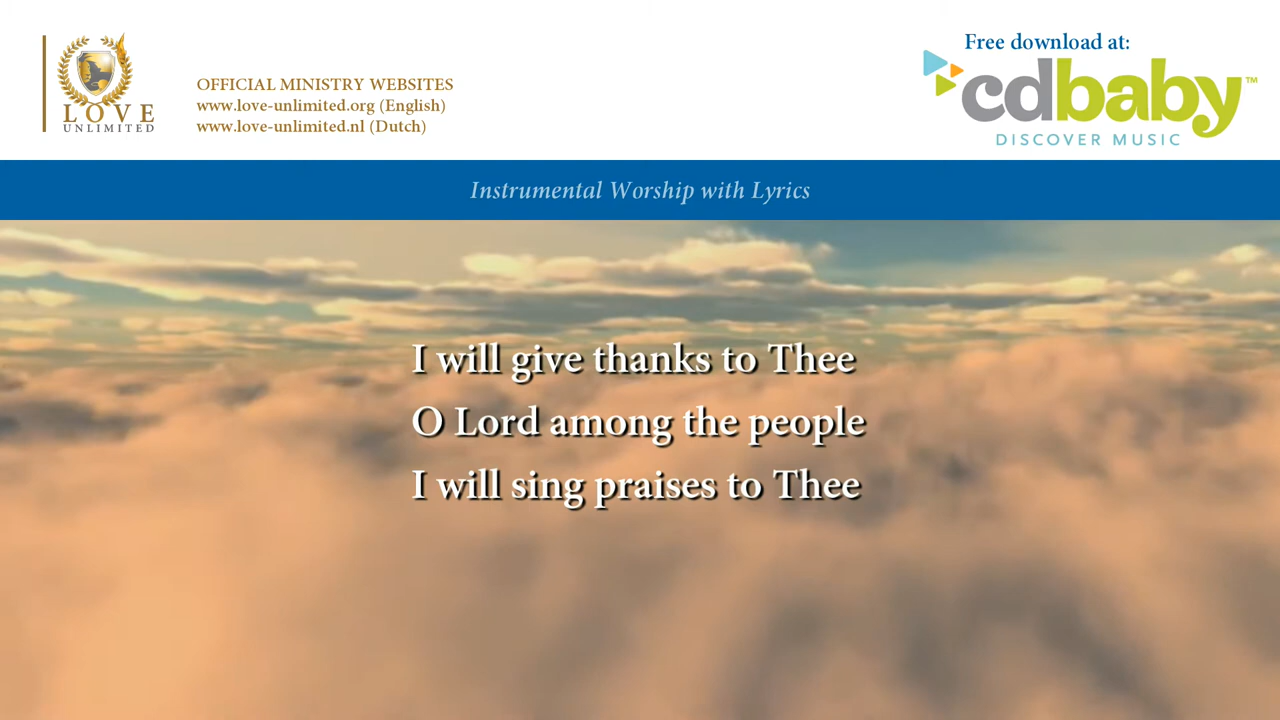 LOVE
UNLIMITED
OFFICIAL MINISTRY WEBSITES
www.love-unlimited.org (English)
www.love-unlimited.nl (Dutch)
Free download at:
cdbaby™
DISCOVER MUSIC
Instrumental Worship with Lyrics
I will give thanks to Thee
O Lord among the people
I will sing praises to Thee